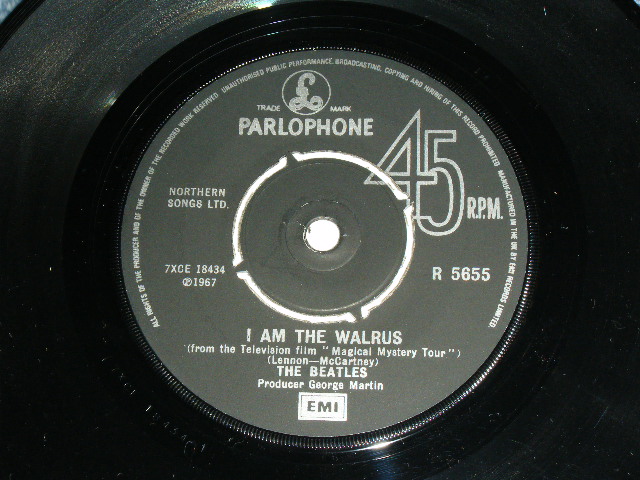 ALL RIGHTS OF THE PRODUCER AND OF THE OWNER OF THE RECORDED WORK RESERVED. UNAUTHORISED PUBLIC PERFORMANCE, BROADCASTING, COPYING AND HIRING OF THIS RECORD PROHIBITED. MANUFACTURED IN THE UK BY EMI RECORDS LIMITED.
£
TRADE MARK
PARLOPHONE
45
R.P.M.
NORTHERN
SONGS LTD.
7XCE 18434
℗1967
R 5655
I AM THE WALRUS
(from the Television film "Magical Mystery Tour")
(Lennon—McCartney)
THE BEATLES
Producer George Martin
EMI